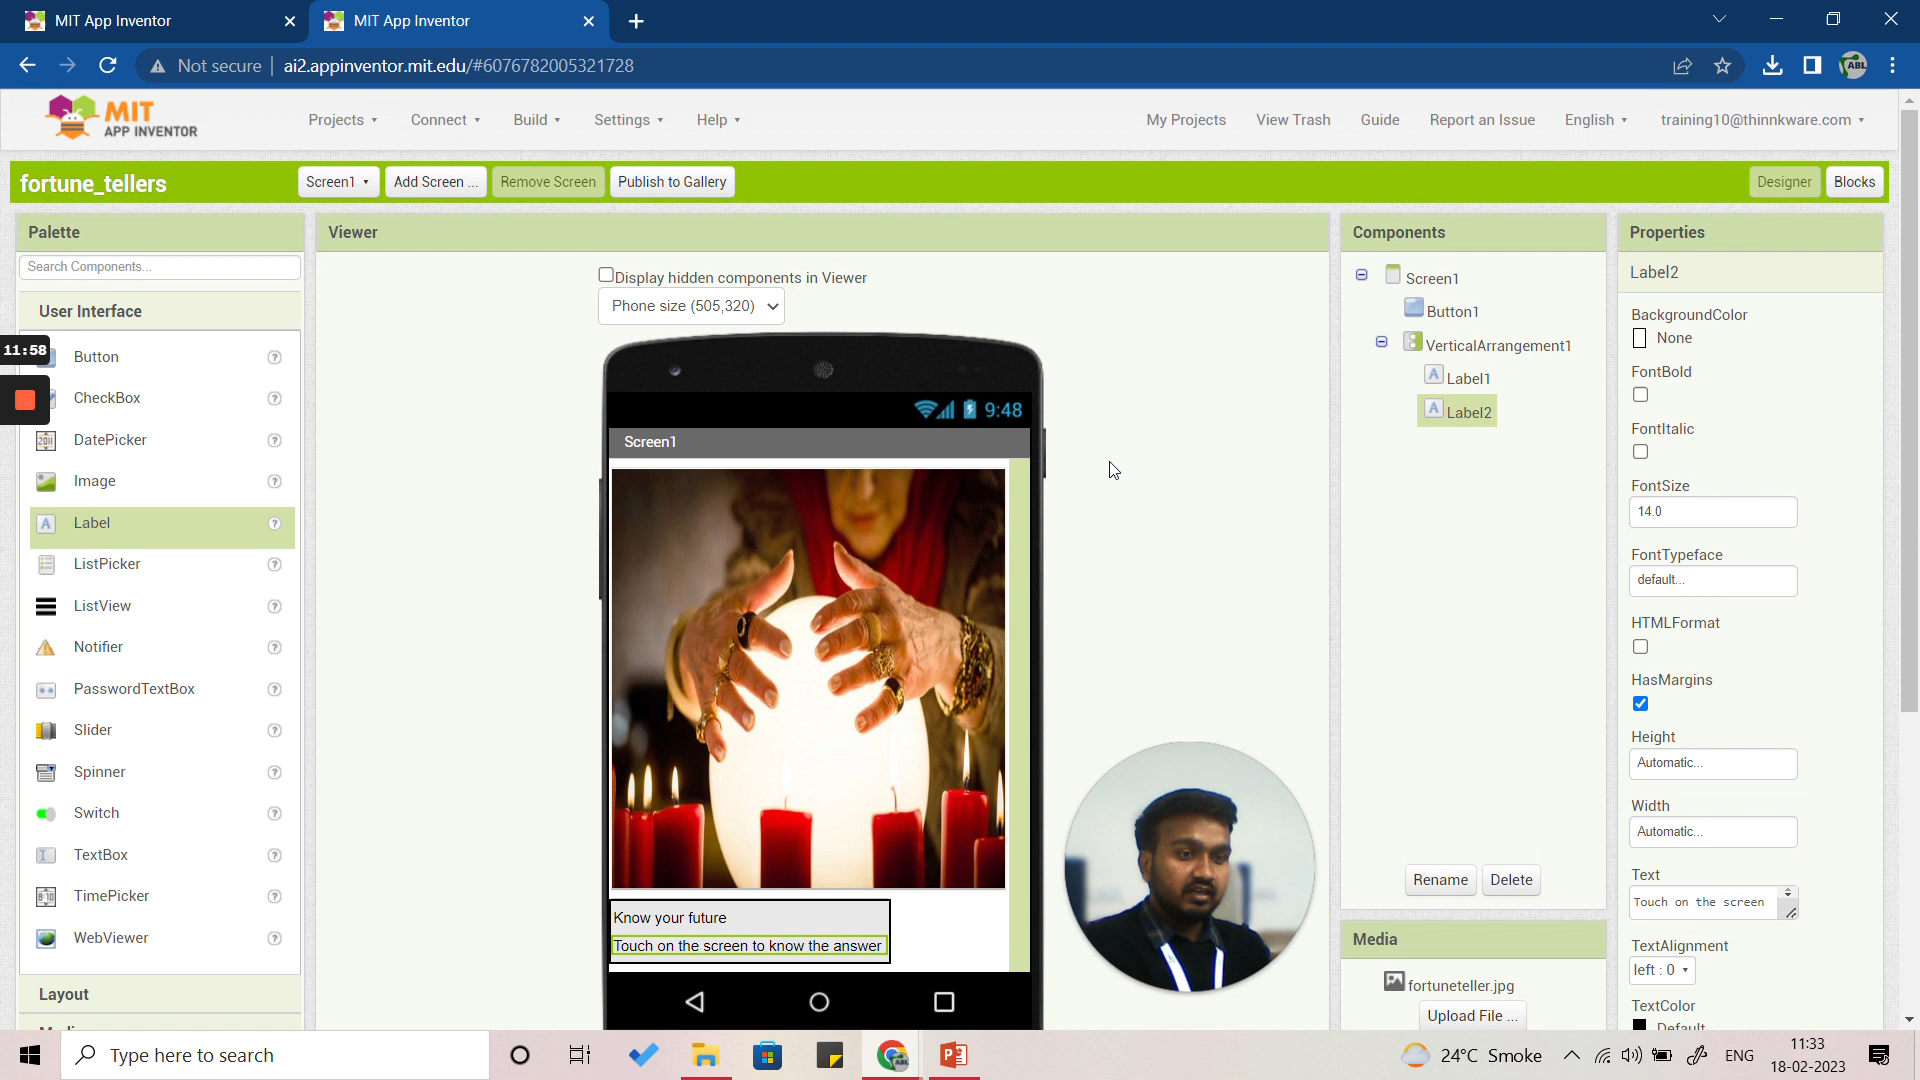 MIT App Inventor
MIT App Inventor
Not secure
ai2.appinventor.mit.edu/#6076782005321728
ABL
MIT
APP INVENTOR
Projects
Connect
Build
Settings
Help
My Projects
View Trash
Guide
Report an Issue
English
training10@thinnkware.com
fortune_tellers
Screen1
Add Screen ...
Remove Screen
Publish to Gallery
Designer
Blocks
Palette
Search Components...
User Interface
11:58
Button
CheckBox
DatePicker
Image
Label
ListPicker
ListView
Notifier
PasswordTextBox
Slider
Spinner
Switch
TextBox
TimePicker
WebViewer
Layout
Viewer
Display hidden components in Viewer
Phone size (505,320)
9:48
Screen1
Know your future
Touch on the screen to know the answer
Components
Screen1
Button1
VerticalArrangement1
Label1
Label2
Rename
Delete
Media
fortuneteller.jpg
Upload File ...
Properties
Label2
BackgroundColor
None
FontBold
FontItalic
FontSize
14.0
FontTypeface
default...
HTMLFormat
HasMargins
Height
Automatic...
Width
Automatic...
Text
Touch on the screen
TextAlignment
left : 0
TextColor
Default
Type here to search
24°C Smoke
ENG
11:33
18-02-2023